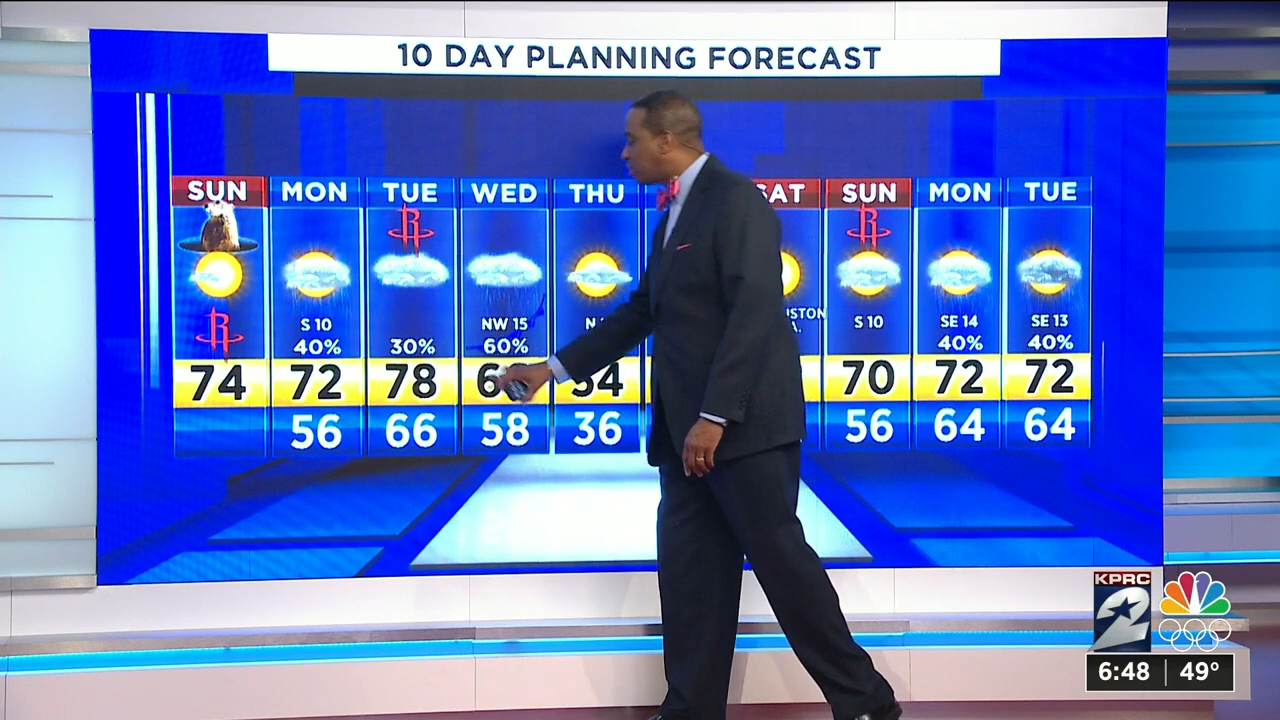 10 DAY PLANNING FORECAST
SUN MON TUE WED THU SAT SUN MON TUE
R R
R
S 10 NW 15 N S 10 SE 14 SE 13
40% 30% 60% 40% 40%
74 72 78 54 70 72 72
56 66 58 36 56 64 64
KPRC
2
6:48 49°